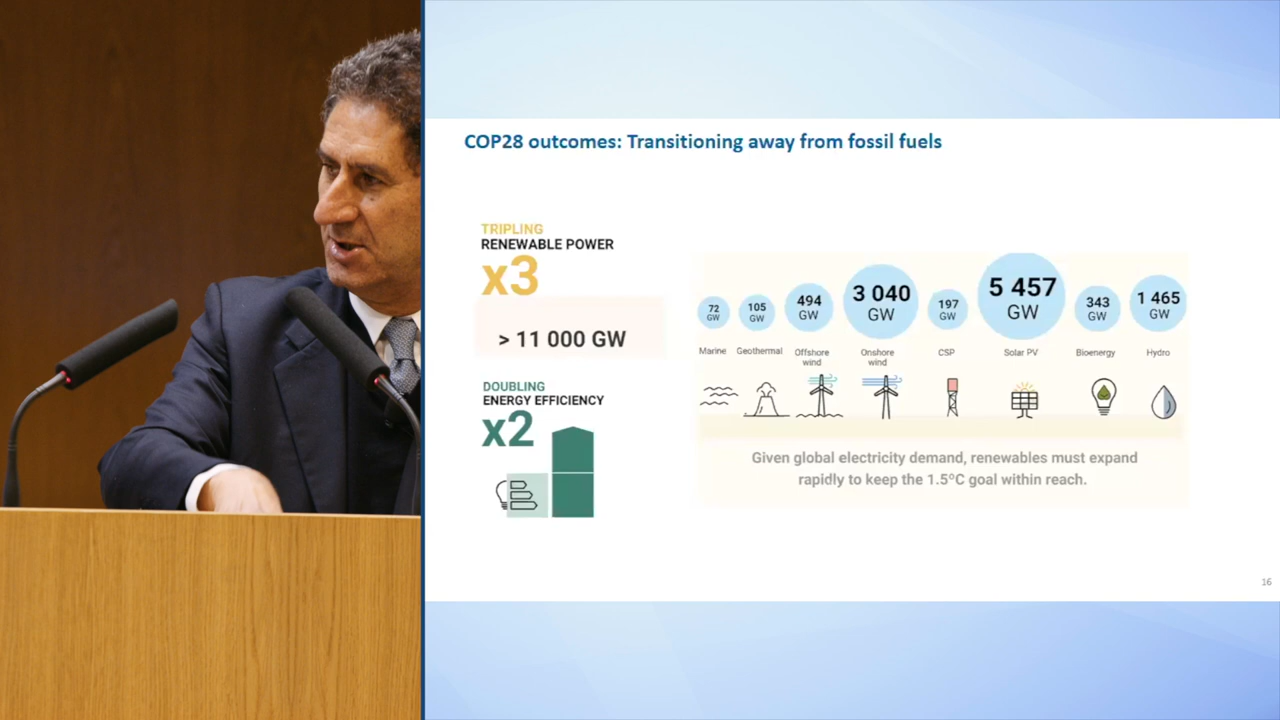 COP28 outcomes: Transitioning away from fossil fuels
TRIPLING
RENEWABLE POWER
x3
> 11 000 GW
DOUBLING
ENERGY EFFICIENCY
x2
72
GW
Marine
105
GW
Geothermal
494
GW
Offshore
wind
3 040
GW
Onshore
wind
197
GW
CSP
5 457
GW
Solar PV
343
GW
Bioenergy
1 465
GW
Hydro
Given global electricity demand, renewables must expand
rapidly to keep the 1.5ºC goal within reach.
16